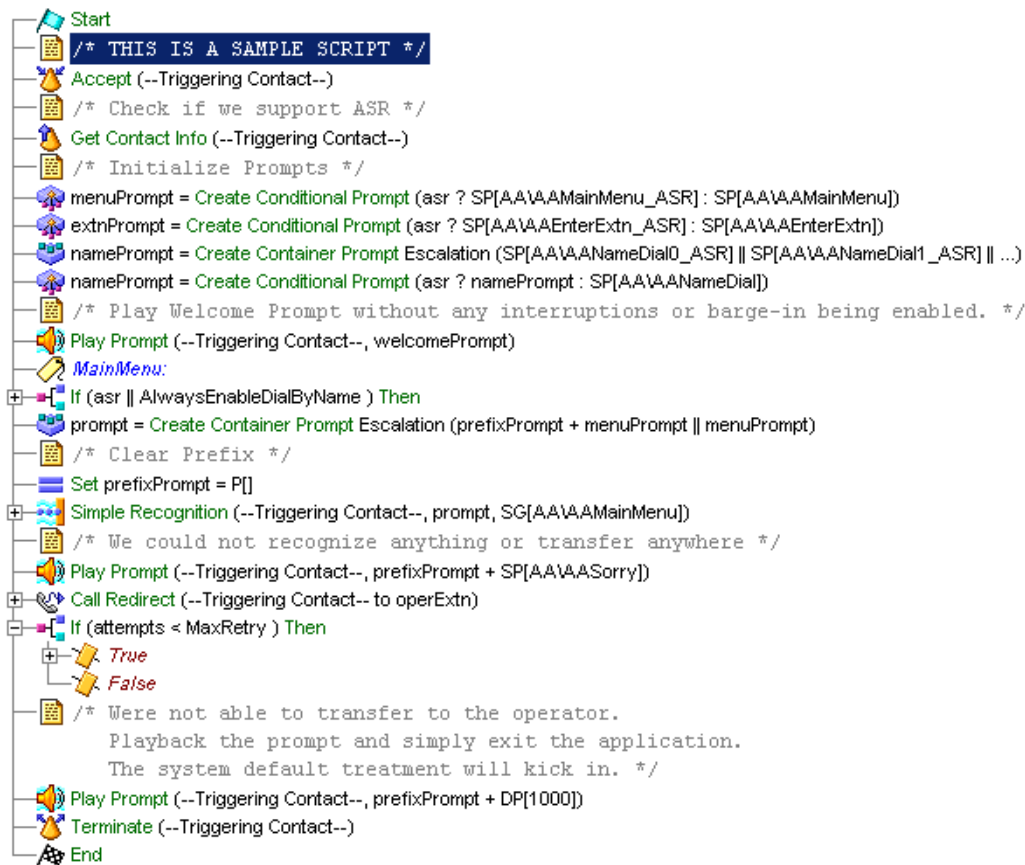 Start
/* THIS IS A SAMPLE SCRIPT */
Accept (--Triggering Contact--)
/* Check if we support ASR */
Get Contact Info (--Triggering Contact--)
/* Initialize Prompts */
menuPrompt = Create Conditional Prompt (asr ? SP[AA\AAMainMenu_ASR] : SP[AA\AAMainMenu])
extnPrompt = Create Conditional Prompt (asr ? SP[AA\AAEnterExtn_ASR] : SP[AA\AAEnterExtn])
namePrompt = Create Container Prompt Escalation (SP[AA\AANameDial0_ASR] || SP[AA\AANameDial1_ASR] || ...)
namePrompt = Create Conditional Prompt (asr ? namePrompt : SP[AA\AANameDial])
/* Play Welcome Prompt without any interruptions or barge-in being enabled. */
Play Prompt (--Triggering Contact--, welcomePrompt)
MainMenu:
If (asr || AlwaysEnableDialByName ) Then
prompt = Create Container Prompt Escalation (prefixPrompt + menuPrompt || menuPrompt)
/* Clear Prefix */
Set prefixPrompt = P[]
Simple Recognition (--Triggering Contact--, prompt, SG[AA\AAMainMenu])
/* We could not recognize anything or transfer anywhere */
Play Prompt (--Triggering Contact--, prefixPrompt + SP[AA\AASorry])
Call Redirect (--Triggering Contact-- to operExtn)
If (attempts < MaxRetry ) Then
True
False
/* Were not able to transfer to the operator.
Playback the prompt and simply exit the application.
The system default treatment will kick in. */
Play Prompt (--Triggering Contact--, prefixPrompt + DP[1000])
Terminate (--Triggering Contact--)
End